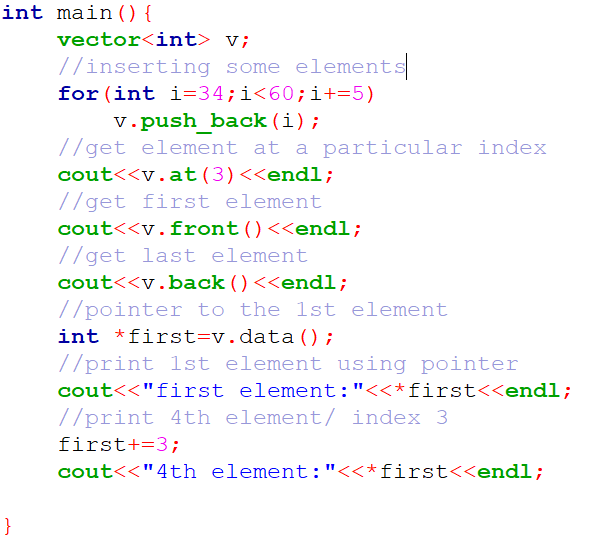 int main(){
    vector<int> v;
    //inserting some elements
    for(int i=34;i<60;i+=5)
        v.push_back(i);
    //get element at a particular index
    cout<<v.at(3)<<endl;
    //get first element
    cout<<v.front()<<endl;
    //get last element
    cout<<v.back()<<endl;
    //pointer to the 1st element
    int *first=v.data();
    //print 1st element using pointer
    cout<<"first element:"<<*first<<endl;
    //print 4th element/ index 3
    first+=3;
    cout<<"4th element:"<<*first<<endl;
}